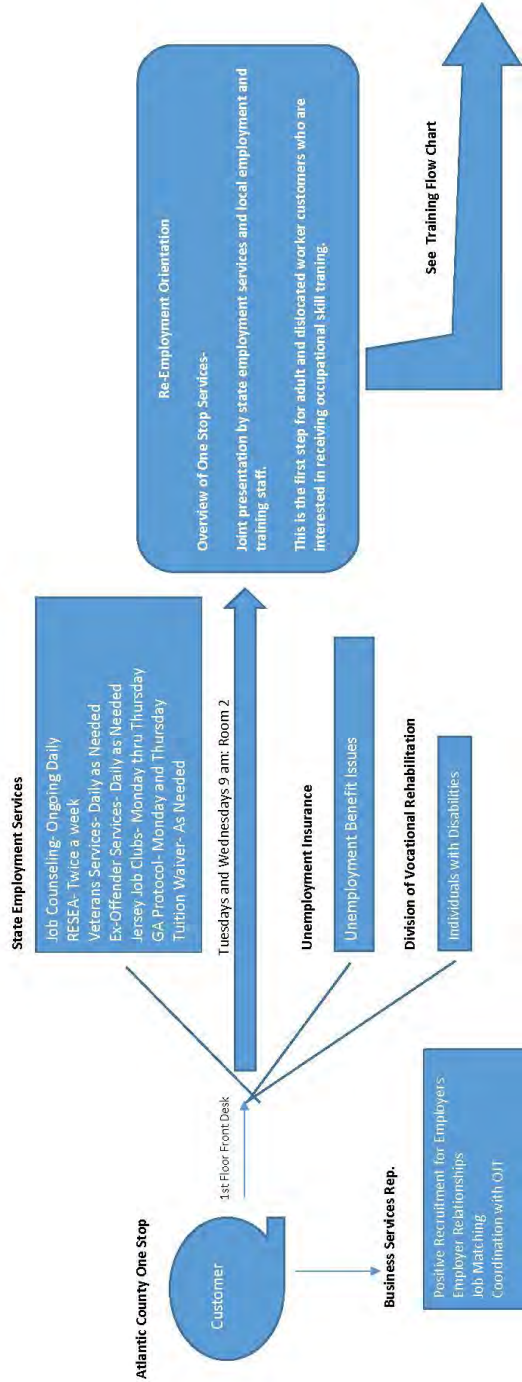 Atlantic County One Stop
Customer
1st Floor Front Desk
Business Services Rep.
Positive Recruitment for Employers
Employer Relationships
Job Matching
Coordination with OJT
State Employment Services
Job Counseling- Ongoing Daily
RESEA- Twice a week
Veterans Services- Daily as Needed
Ex-Offender Services- Daily as Needed
Jersey Job Clubs- Monday thru Thursday
GA Protocol- Monday and Thursday
Tuition Waiver- As Needed
Tuesdays and Wednesdays 9 am: Room 2
Unemployment Insurance
Unemployment Benefit Issues
Division of Vocational Rehabilitation
Individuals with Disabilities
Re-Employment Orientation
Overview of One Stop Services-
Joint presentation by state employment services and local employment and
training staff.
This is the first step for adult and dislocated worker customers who are
interested in receiving occupational skill traning.
See Training Flow Chart